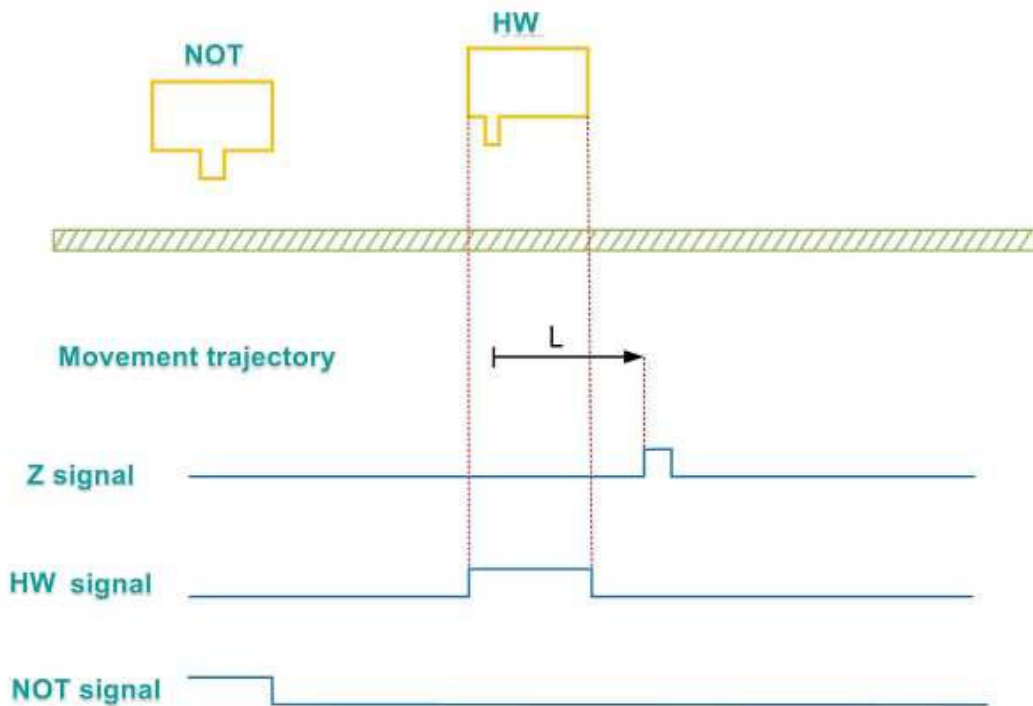 HW
NOT
L
Movement trajectory
Z signal
HW signal
NOT signal